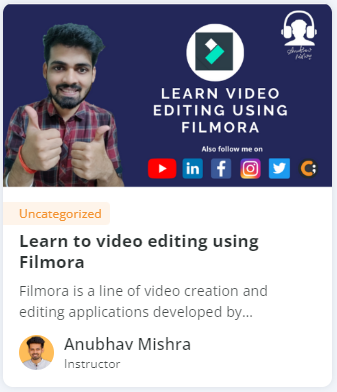 LEARN VIDEO
EDITING USING
FILMORA
Also follow me on
Uncategorized
Learn to video editing using
Filmora
Filmora is a line of video creation and
editing applications developed by...
Anubhav Mishra
Instructor